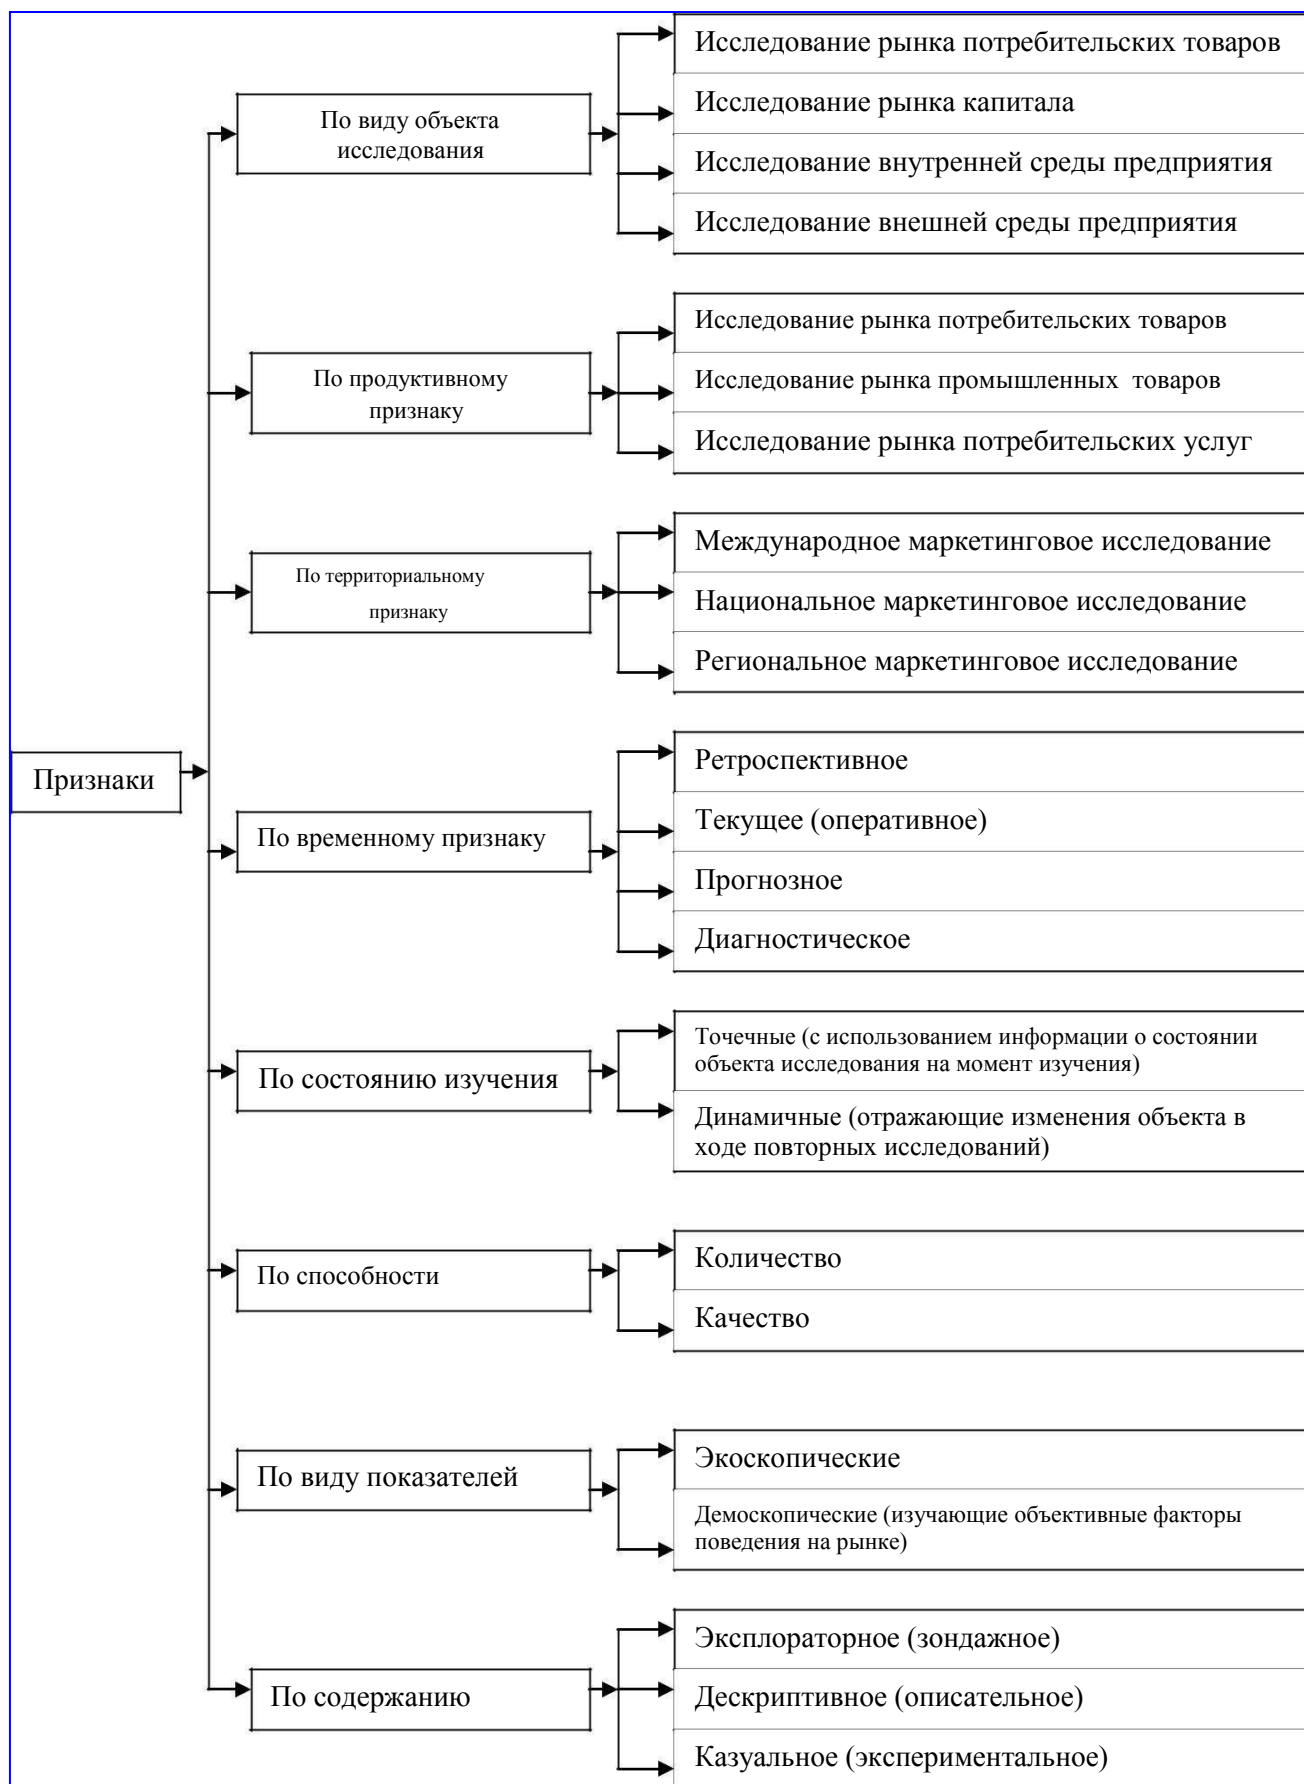 Признаки
По виду объекта
исследования
Исследование рынка потребительских товаров
Исследование рынка капитала
Исследование внутренней среды предприятия
Исследование внешней среды предприятия
По продуктивному
признаку
Исследование рынка потребительских товаров
Исследование рынка промышленных товаров
Исследование рынка потребительских услуг
По территориальному
признаку
Международное маркетинговое исследование
Национальное маркетинговое исследование
Региональное маркетинговое исследование
По временному признаку
Ретроспективное
Текущее (оперативное)
Прогнозное
Диагностическое
По состоянию изучения
Точечные (с использованием информации о состоянии
объекта исследования на момент изучения)
Динамичные (отражающие изменения объекта в
ходе повторных исследований)
По способности
Количество
Качество
По виду показателей
Экоскопические
Демоскопические (изучающие объективные факторы
поведения на рынке)
По содержанию
Эксплораторное (зондажное)
Дескриптивное (описательное)
Казуальное (экспериментальное)